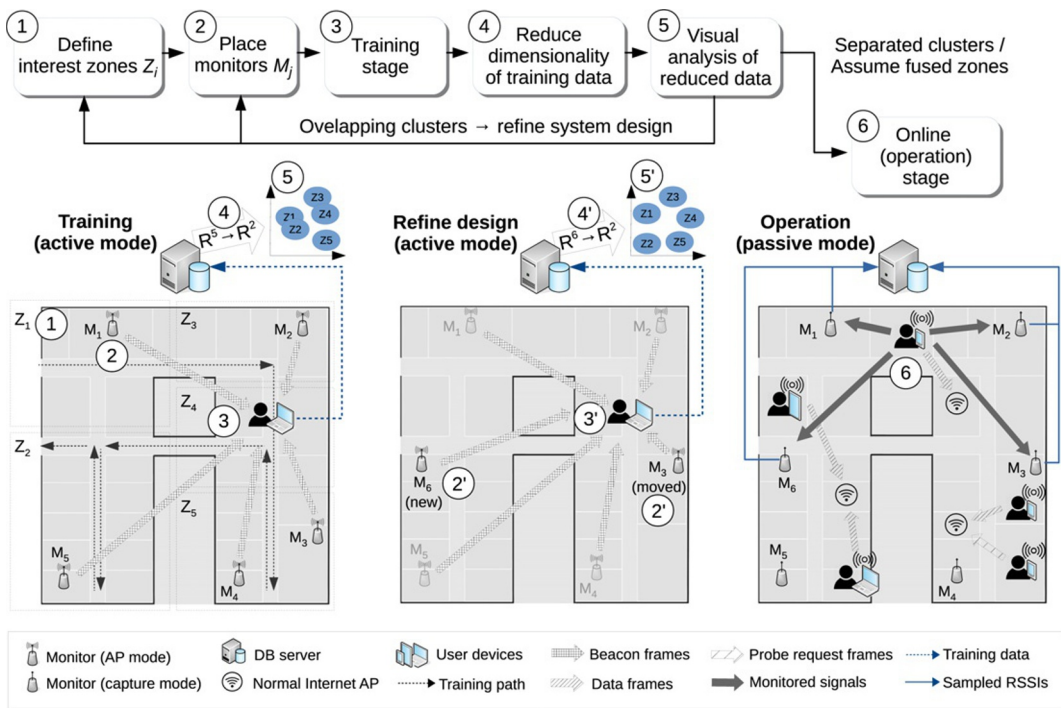 1
Define
interest zones Zi
2
Place
monitors Mj
3
Training
stage
4
Reduce
dimensionality
of training data
5
Visual
analysis of
reduced data
Separated clusters /
Assume fused zones
Ovelapping clusters → refine system design
6
Online
(operation)
stage
Training
(active mode)
4
R⁵→R²
5
Z3
Z1
Z4
Z2
Z5
Refine design
(active mode)
4'
R⁶→R²
5'
Z3
Z1
Z4
Z2
Z5
Operation
(passive mode)
Z1
1
M1
Z3
M2
2
Z4
3
Z2
Z5
M3
M5
M4
M1
M2
3'
M6
(new)
2'
M3
(moved)
2'
M5
M4
M1
M2
6
M6
M3
M5
M4
Monitor (AP mode)
DB server
User devices
Beacon frames
Probe request frames
Training data
Monitor (capture mode)
Normal Internet AP
Training path
Data frames
Monitored signals
Sampled RSSIs